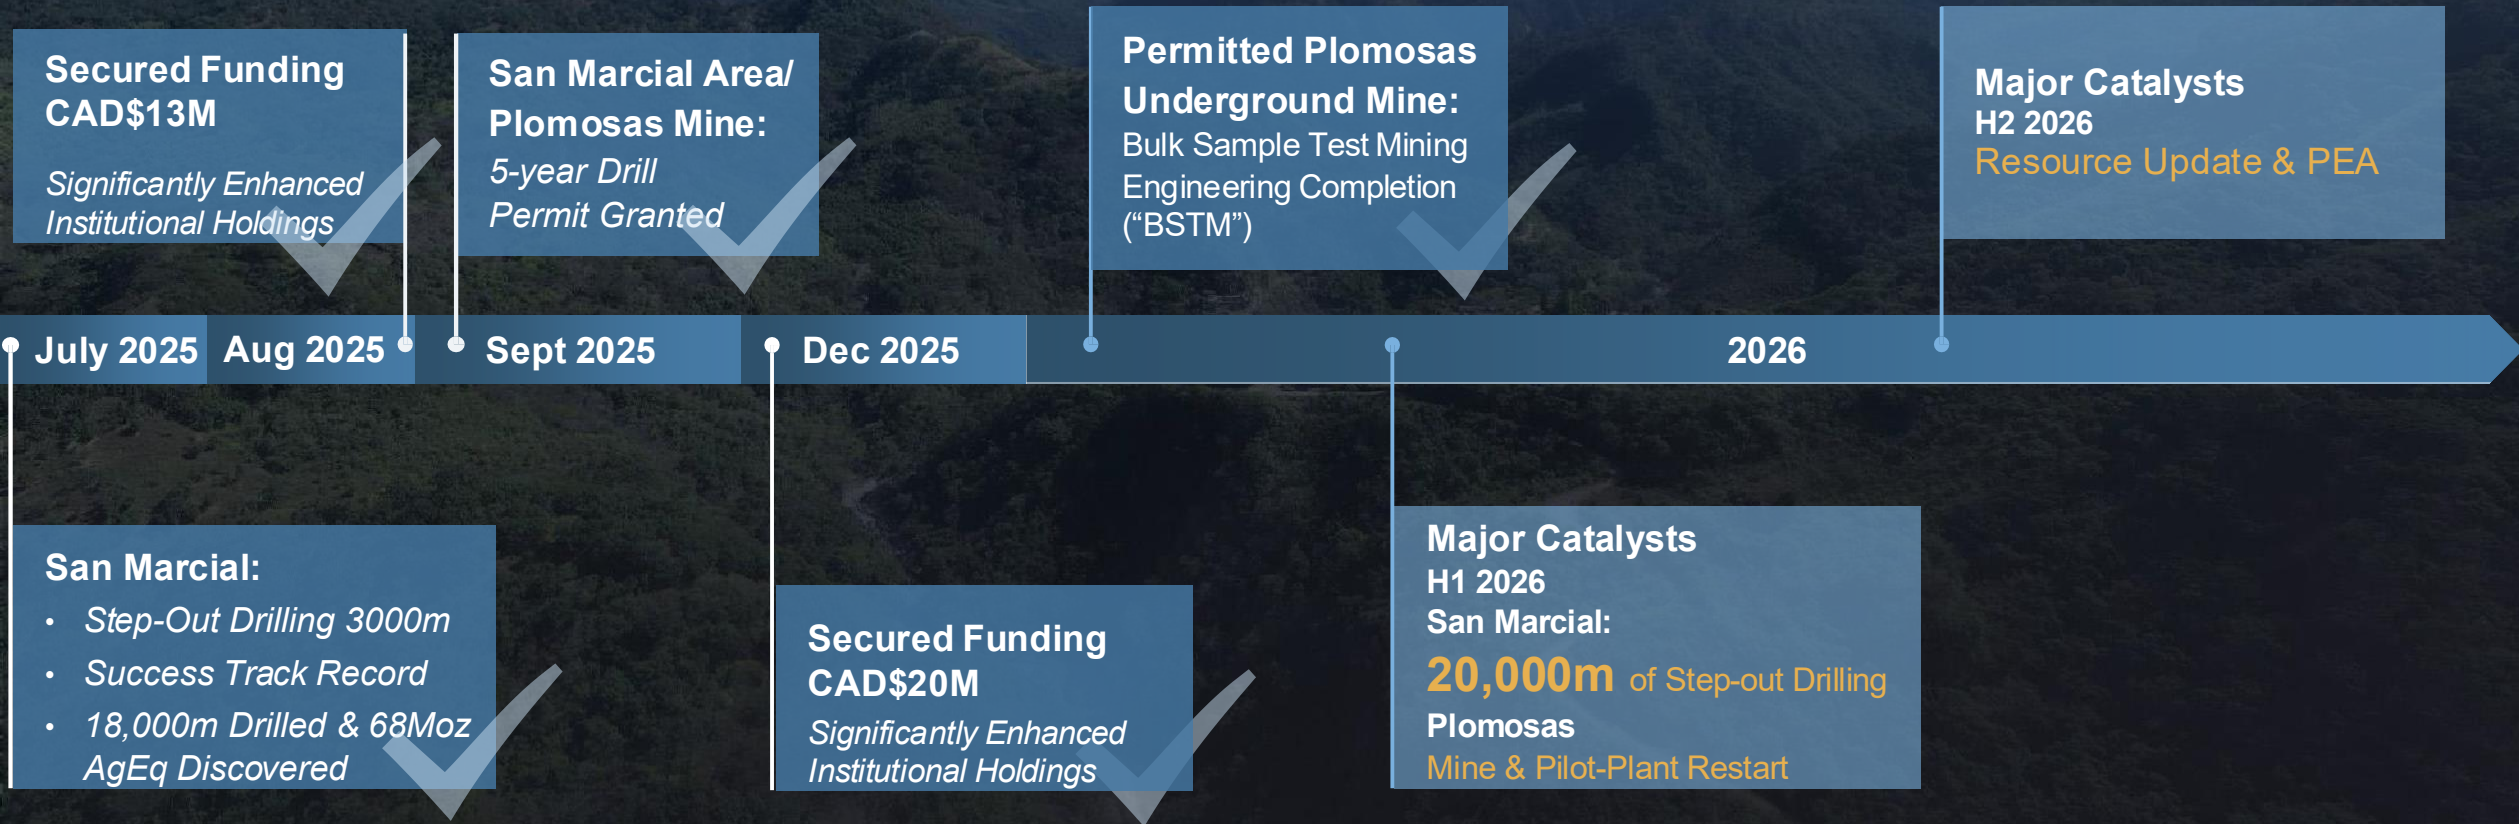 Secured Funding
CAD$13M
Significantly Enhanced
Institutional Holdings
San Marcial Area/
Plomosas Mine:
5-year Drill
Permit Granted
Permitted Plomosas
Underground Mine:
Bulk Sample Test Mining
Engineering Completion
(“BSTM”)
Major Catalysts
H2 2026
Resource Update & PEA
July 2025
Aug 2025
Sept 2025
Dec 2025
2026
San Marcial:
• Step-Out Drilling 3000m
• Success Track Record
• 18,000m Drilled & 68Moz
AgEq Discovered
Secured Funding
CAD$20M
Significantly Enhanced
Institutional Holdings
Major Catalysts
H1 2026
San Marcial:
20,000m of Step-out Drilling
Plomosas
Mine & Pilot-Plant Restart